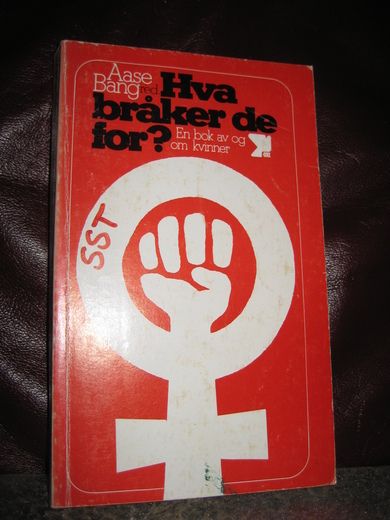 Aase
Bang red. Hva
bråker de
for? En bok av og
om kvinner
SST